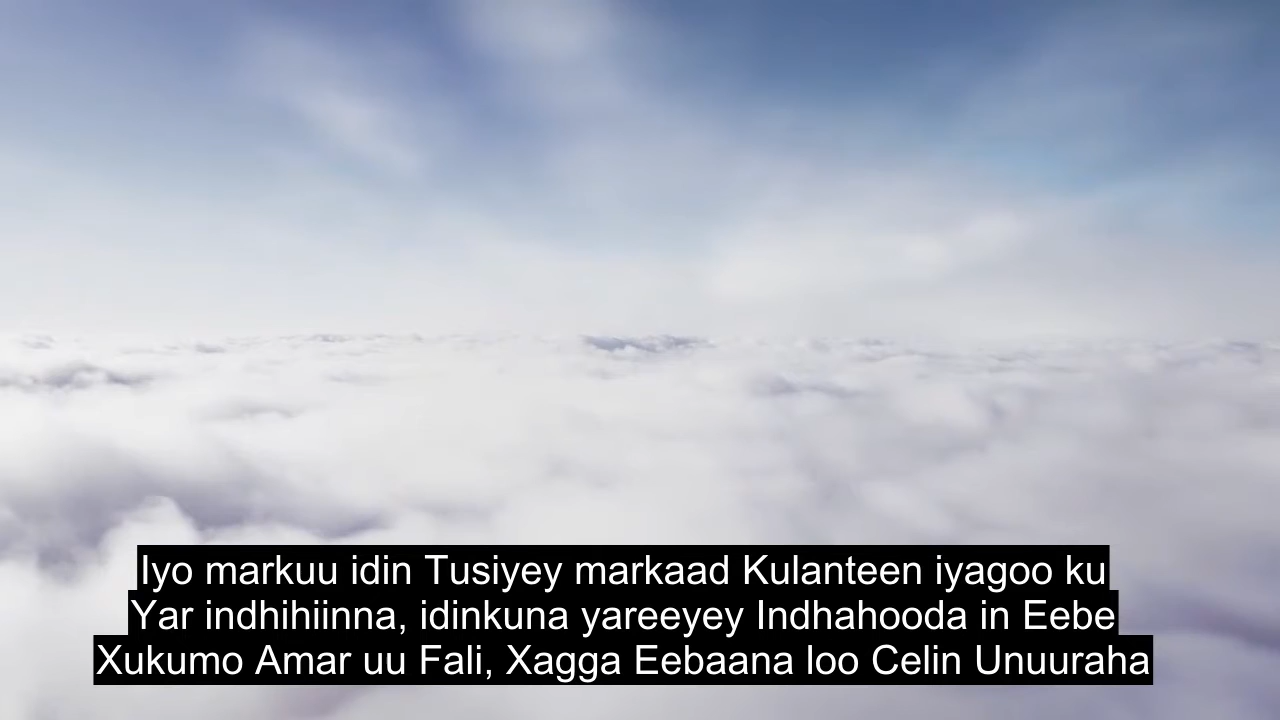 Iyo markuu idin Tusiyey markaad Kulanteen iyagoo ku
Yar indhihiinna, idinkuna yareeyey Indhahooda in Eebe
Xukumo Amar uu Fali, Xagga Eebaana loo Celin Unuuraha